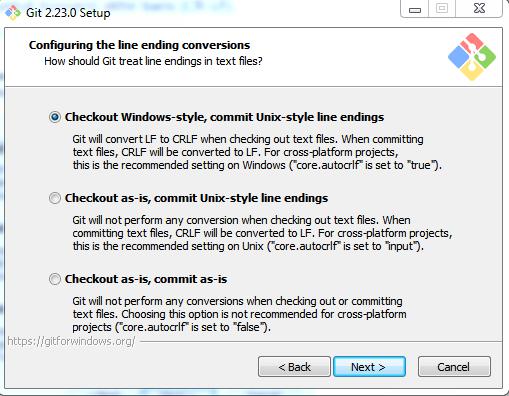 Git 2.23.0 Setup
Configuring the line ending conversions
How should Git treat line endings in text files?
Checkout Windows-style, commit Unix-style line endings
Git will convert LF to CRLF when checking out text files. When committing
text files, CRLF will be converted to LF. For cross-platform projects,
this is the recommended setting on Windows ("core.autocrlf" is set to "true").
Checkout as-is, commit Unix-style line endings
Git will not perform any conversion when checking out text files. When
committing text files, CRLF will be converted to LF. For cross-platform projects,
this is the recommended setting on Unix ("core.autocrlf" is set to "input").
Checkout as-is, commit as-is
Git will not perform any conversions when checking out or committing
text files. Choosing this option is not recommended for cross-platform
projects ("core.autocrlf" is set to "false").
https://gitforwindows.org/
< Back
Next >
Cancel